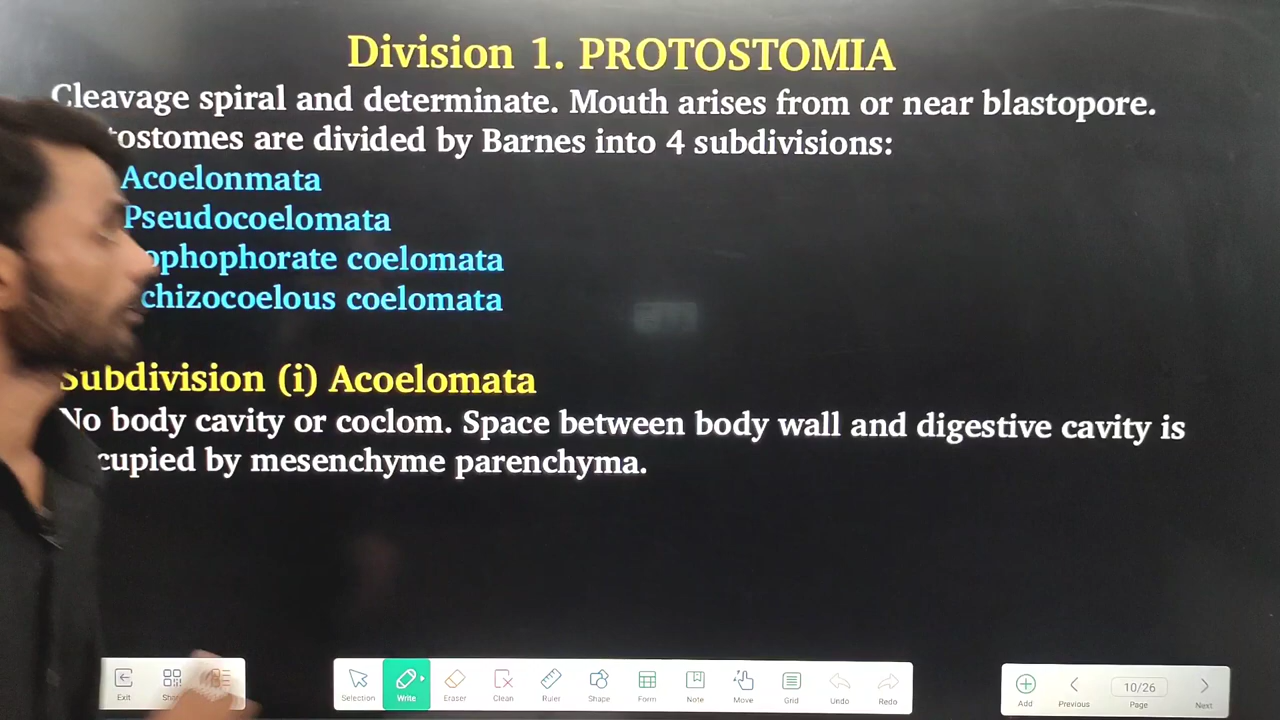 Division 1. PROTOSTOMIA
Cleavage spiral and determinate. Mouth arises from or near blastopore.
tostomes are divided by Barnes into 4 subdivisions:
Acoelonmata
Pseudocoelomata
ophophorate coelomata
chizocoelous coelomata
Subdivision (i) Acoelomata
No body cavity or coclom. Space between body wall and digestive cavity is
cupied by mesenchyme parenchyma.
Exit
Selection
Write
Eraser
Clean
Ruler
Shape
Form
Note
Move
Grid
Undo
Redo
Add
Previous
10/26
Page
Next